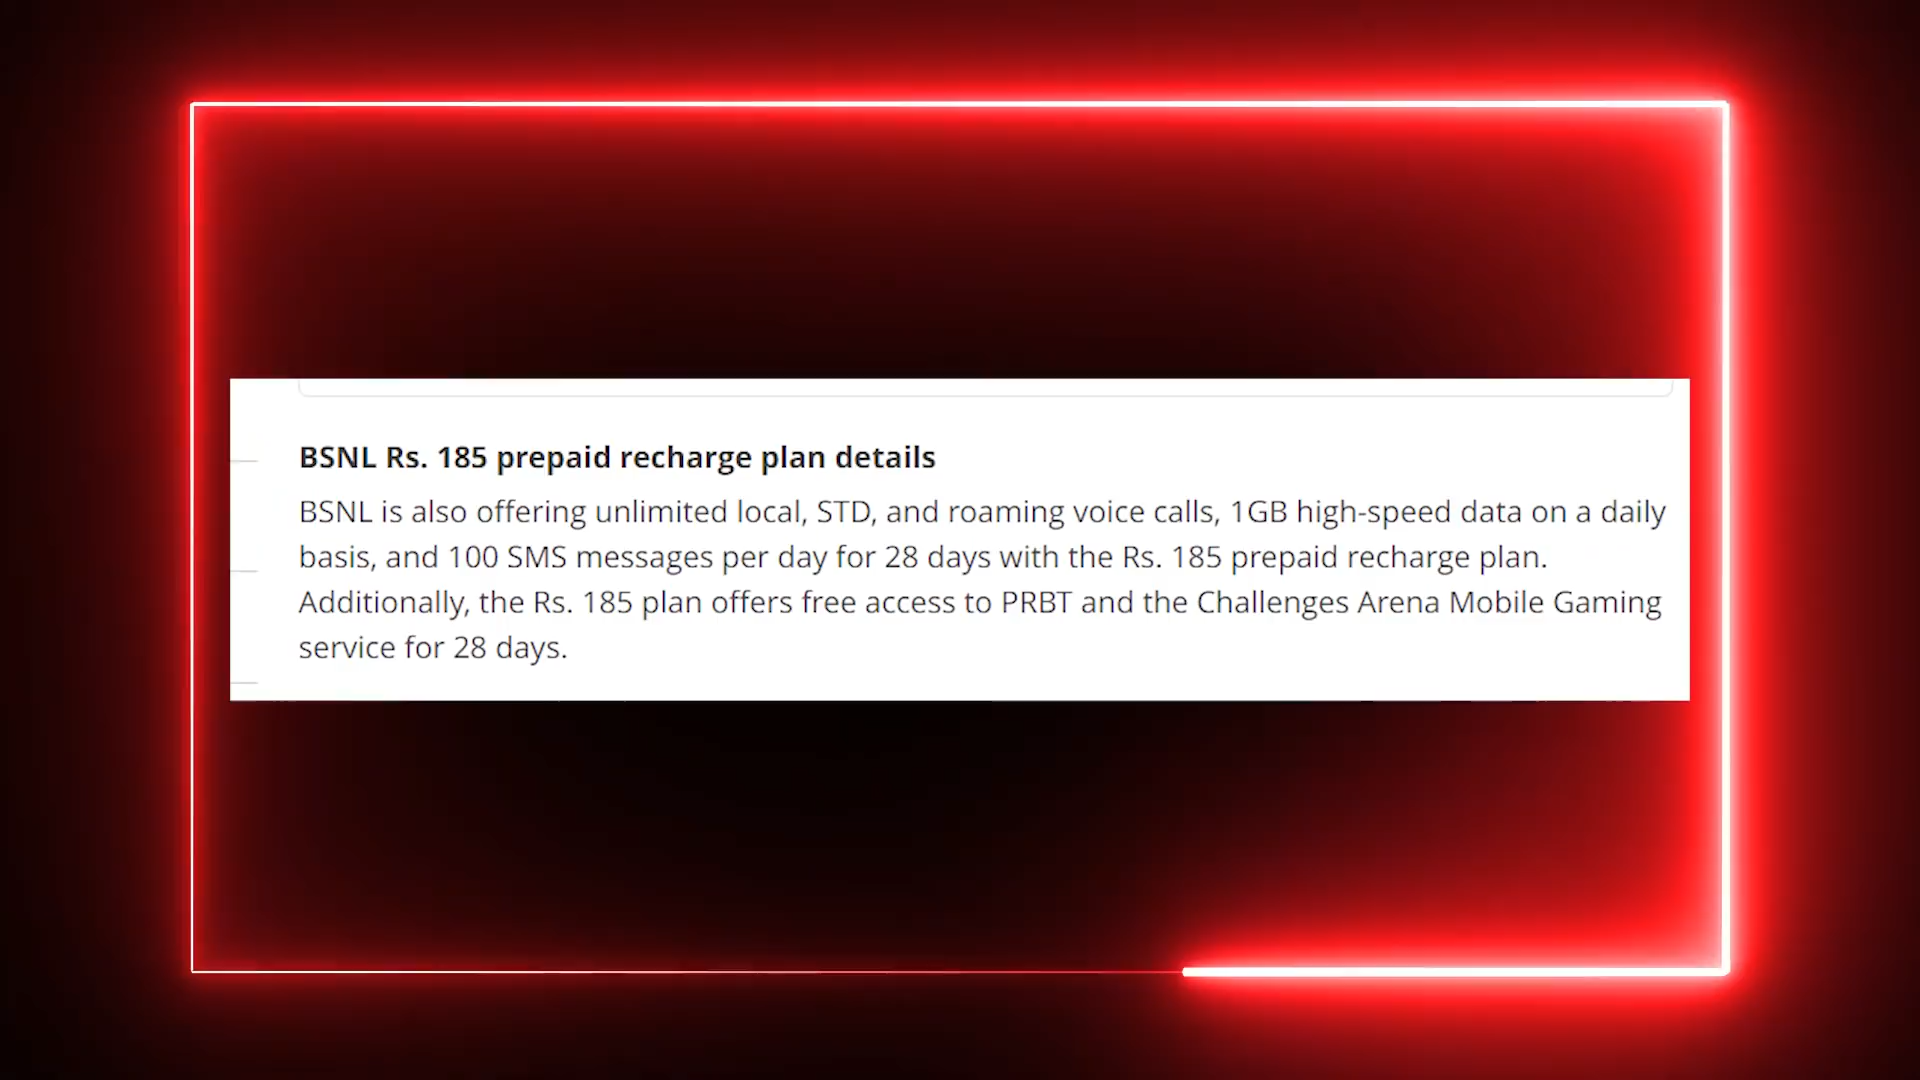 BSNL Rs. 185 prepaid recharge plan details
BSNL is also offering unlimited local, STD, and roaming voice calls, 1GB high-speed data on a daily
basis, and 100 SMS messages per day for 28 days with the Rs. 185 prepaid recharge plan.
Additionally, the Rs. 185 plan offers free access to PRBT and the Challenges Arena Mobile Gaming
service for 28 days.